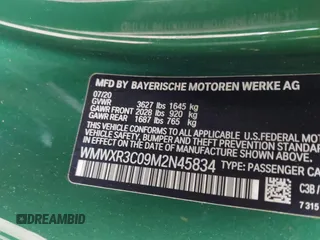 MFD BY BAYERISCHE MOTOREN WERKE AG
07/20
GVWR 3627 lbs 1645 kg
GAWR FRONT 2028 lbs 920 kg
GAWR REAR 1687 lbs 765 kg
THIS VEHICLE CONFORMS TO ALL APPLICABLE U.S. FEDERAL MOTOR
VEHICLE SAFETY, BUMPER AND THEFT PREVENTION
STANDARDS IN EFFECT ON THE DATE OF MANUFACTURE SHOWN
WMWXR3C09M2N45834 TYPE: PASSENGER CA
C3B /
7 315
DREAMBID